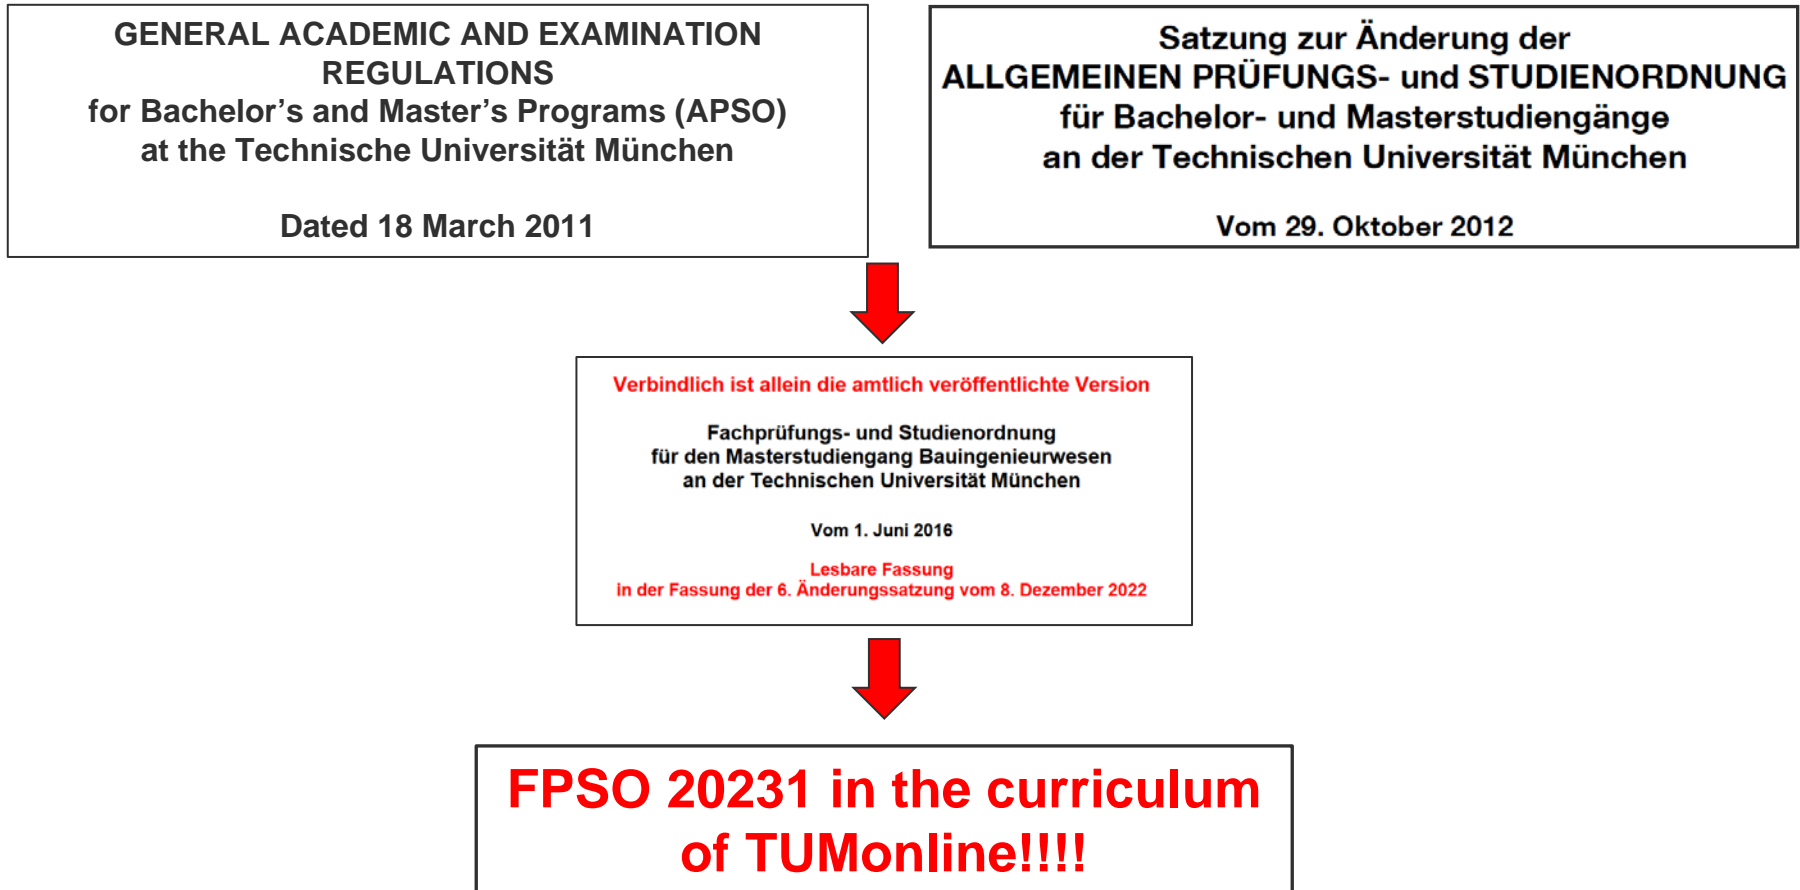 GENERAL ACADEMIC AND EXAMINATION
REGULATIONS
for Bachelor’s and Master’s Programs (APSO)
at the Technische Universität München
Dated 18 March 2011
Satzung zur Änderung der
ALLGEMEINEN PRÜFUNGS- und STUDIENORDNUNG
für Bachelor- und Masterstudiengänge
an der Technischen Universität München
Vom 29. Oktober 2012
Verbindlich ist allein die amtlich veröffentlichte Version
Fachprüfungs- und Studienordnung
für den Masterstudiengang Bauingenieurwesen
an der Technischen Universität München
Vom 1. Juni 2016
Lesbare Fassung
in der Fassung der 6. Änderungssatzung vom 8. Dezember 2022
FPSO 20231 in the curriculum
of TUMonline!!!!